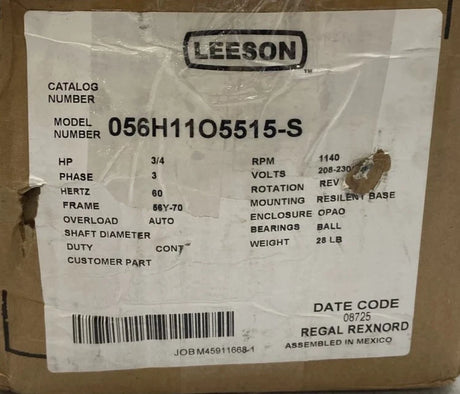 LEESON
TM
CATALOG
NUMBER
MODEL
NUMBER 056H11O5515-S
HP 3/4
PHASE 3
HERTZ 60
FRAME 56Y-70
OVERLOAD AUTO
SHAFT DIAMETER
DUTY CONT
CUSTOMER PART
RPM 1140
VOLTS 208-230
ROTATION REV
MOUNTING RESILENT BASE
ENCLOSURE OPAO
BEARINGS BALL
WEIGHT 28 LB
JOB M45911668-1
DATE CODE
08725
REGAL REXNORD
ASSEMBLED IN MEXICO